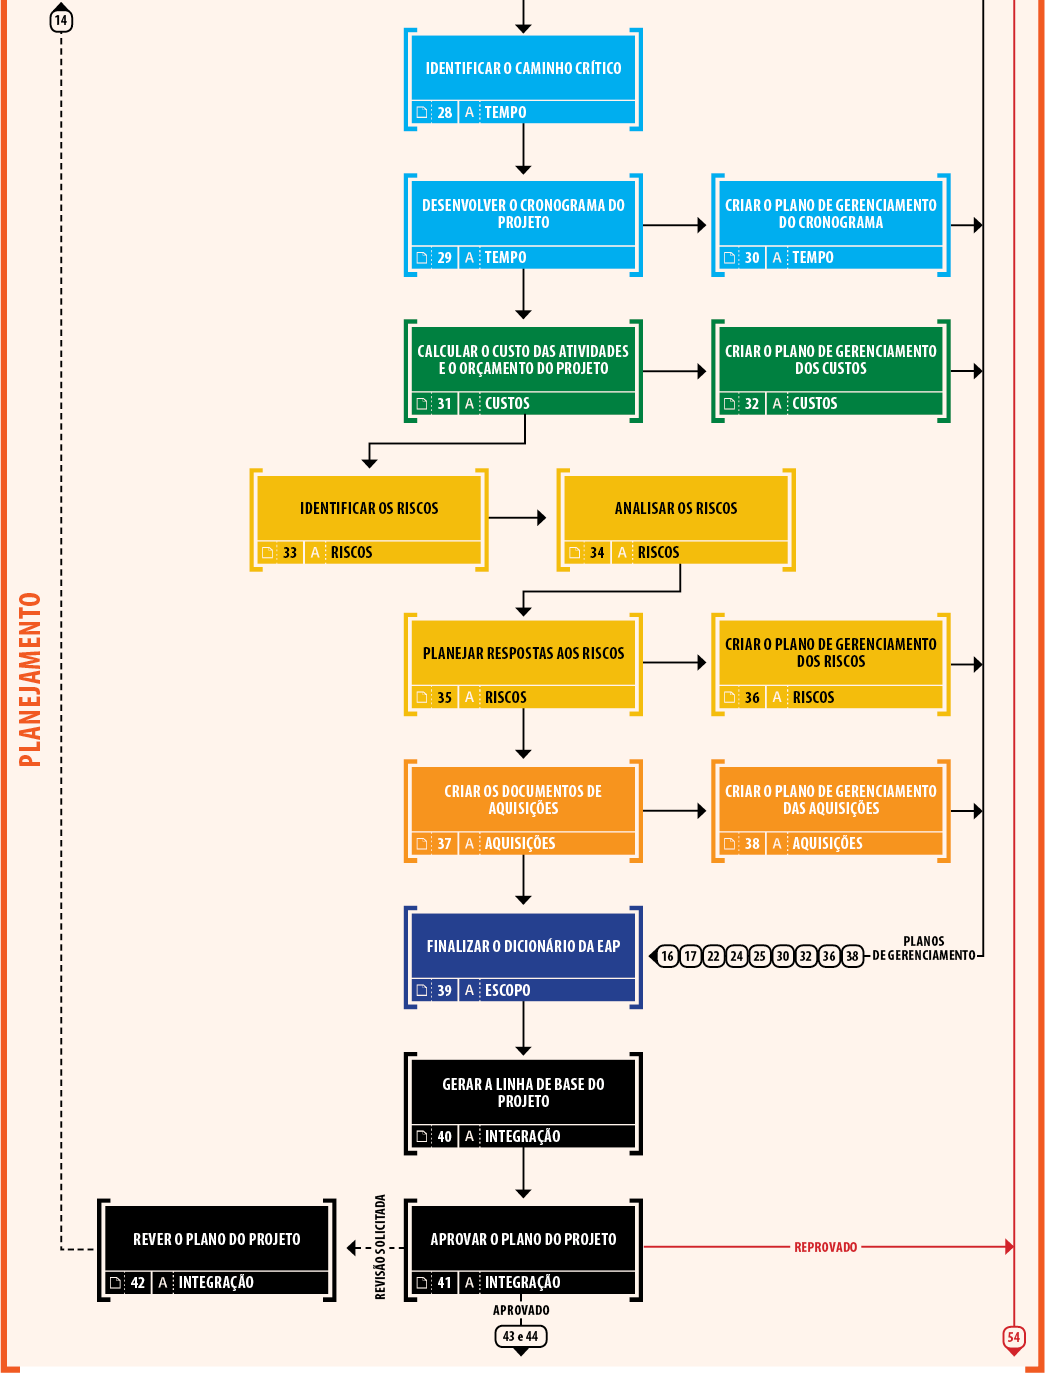 14
IDENTIFICAR O CAMINHO CRÍTICO
28 A TEMPO
DESENVOLVER O CRONOGRAMA DO
PROJETO
29 A TEMPO
CRIAR O PLANO DE GERENCIAMENTO
DO CRONOGRAMA
30 A TEMPO
CALCULAR O CUSTO DAS ATIVIDADES
E O ORÇAMENTO DO PROJETO
31 A CUSTOS
CRIAR O PLANO DE GERENCIAMENTO
DOS CUSTOS
32 A CUSTOS
IDENTIFICAR OS RISCOS
33 A RISCOS
ANALISAR OS RISCOS
34 A RISCOS
PLANEJAMENTO
PLANEJAR RESPOSTAS AOS RISCOS
35 A RISCOS
CRIAR O PLANO DE GERENCIAMENTO
DOS RISCOS
36 A RISCOS
CRIAR OS DOCUMENTOS DE
AQUISIÇÕES
37 A AQUISIÇÕES
CRIAR O PLANO DE GERENCIAMENTO
DAS AQUISIÇÕES
38 A AQUISIÇÕES
FINALIZAR O DICIONÁRIO DA EAP
39 A ESCOPO
16 17 22 24 25 30 32 36 38
PLANOS
DE GERENCIAMENTO
GERAR A LINHA DE BASE DO
PROJETO
40 A INTEGRAÇÃO
REVER O PLANO DO PROJETO
42 A INTEGRAÇÃO
REVISÃO SOLICITADA
APROVAR O PLANO DO PROJETO
41 A INTEGRAÇÃO
REPROVADO
APROVADO
43 e 44
54